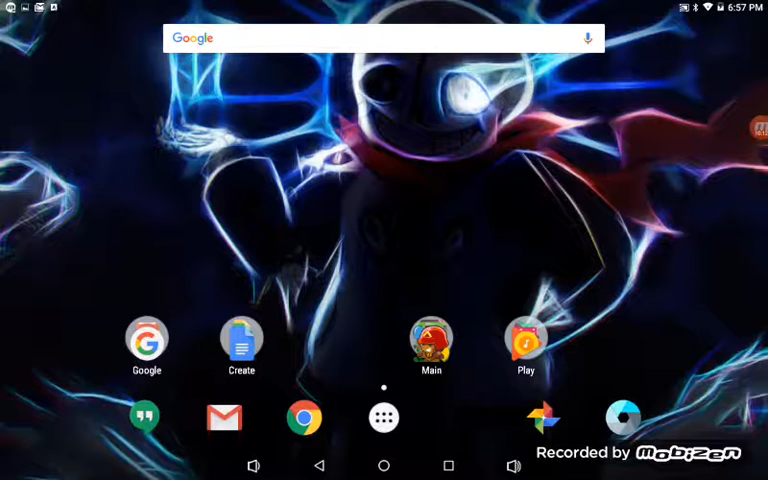 6:57 PM
Google
Google
Create
Main
Play
Recorded by MOBIZEN